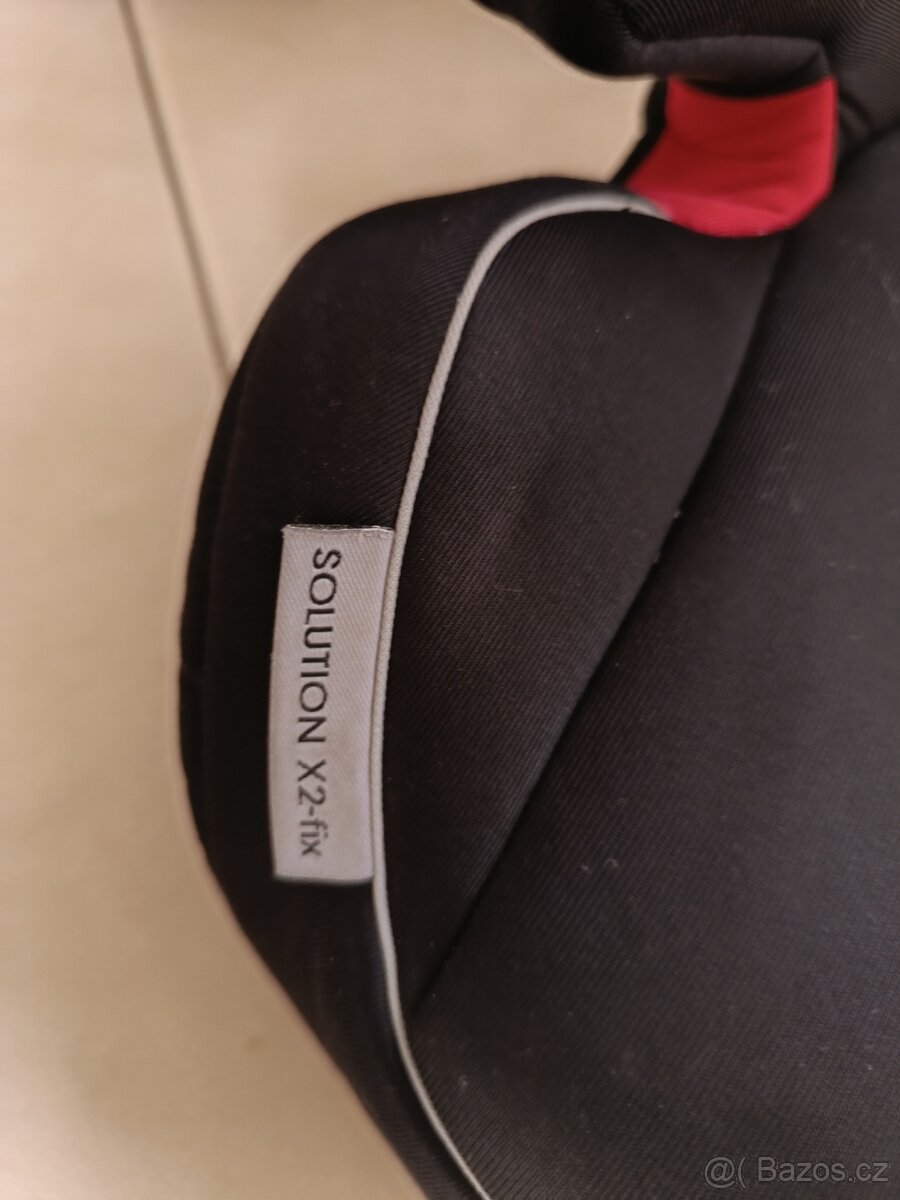 SOLUTION X2-fix
@( Bazos.cz